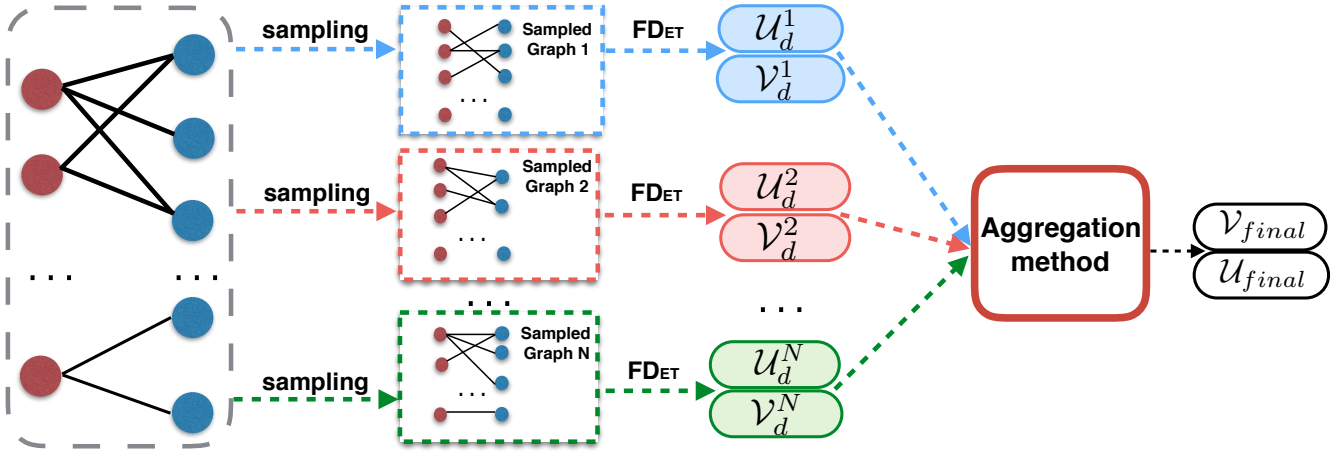 sampling
Sampled
Graph 1
. . .
FDET
𝒰_d^1
𝒱_d^1
sampling
Sampled
Graph 2
. . .
FDET
𝒰_d^2
𝒱_d^2
Aggregation
method
𝒱_final
𝒰_final
. . .
. . .
. . .
. . .
sampling
Sampled
Graph N
. . .
FDET
𝒰_d^N
𝒱_d^N